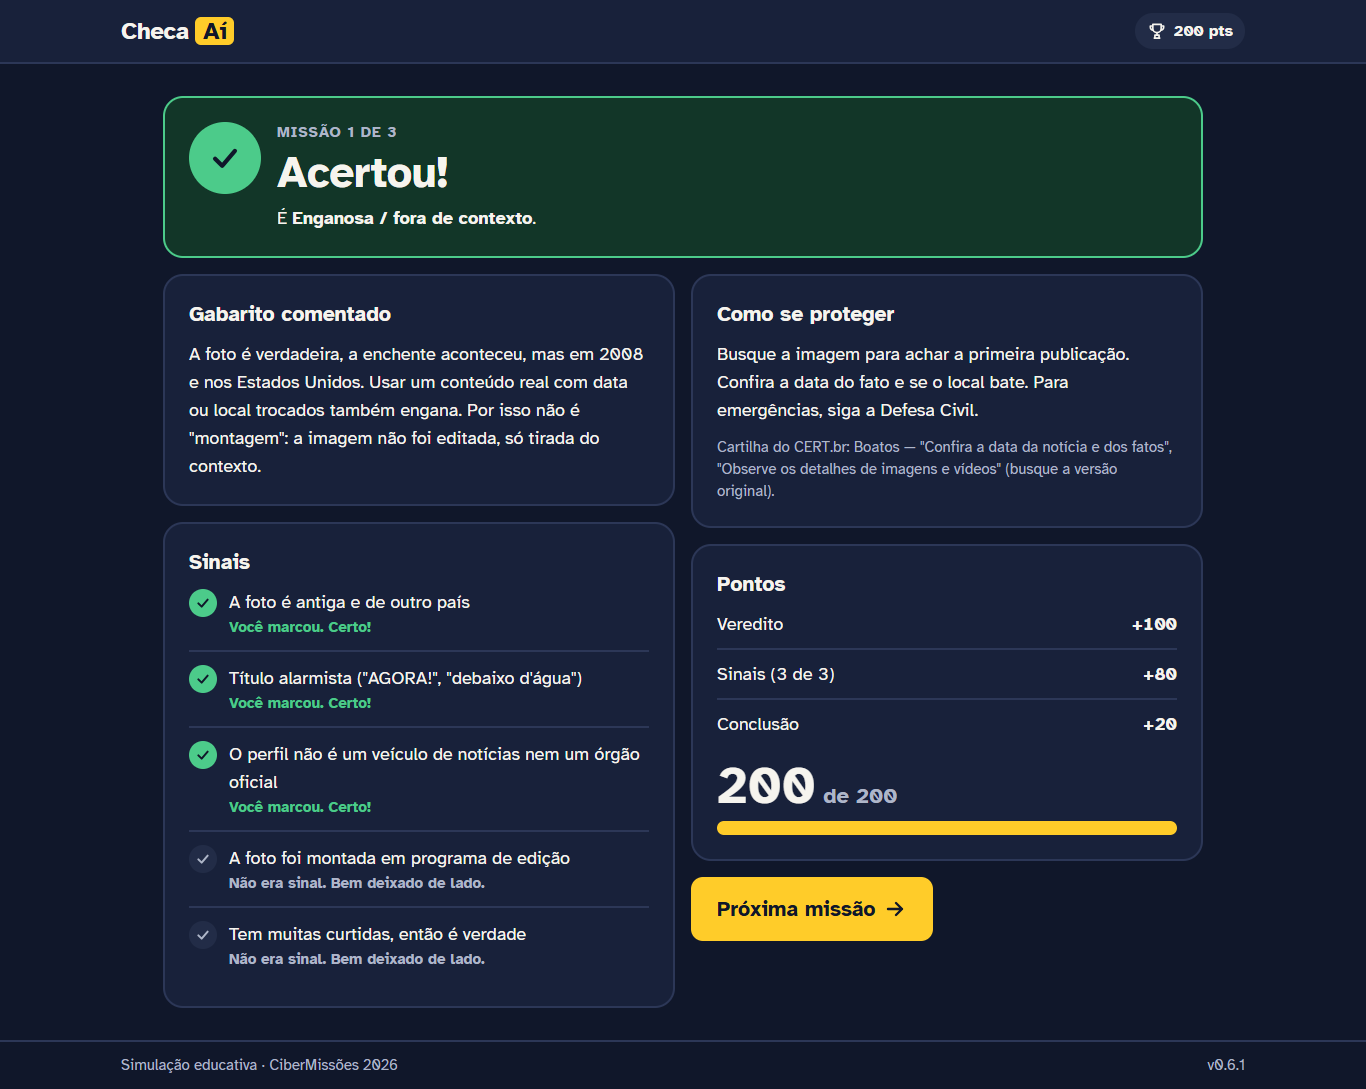 Checa Aí
200 pts
MISSÃO 1 DE 3
Acertou!
É Enganosa / fora de contexto.
Gabarito comentado
A foto é verdadeira, a enchente aconteceu, mas em 2008
e nos Estados Unidos. Usar um conteúdo real com data
ou local trocados também engana. Por isso não é
"montagem": a imagem não foi editada, só tirada do
contexto.
Sinais
A foto é antiga e de outro país
Você marcou. Certo!
Título alarmista ("AGORA!", "debaixo d'água")
Você marcou. Certo!
O perfil não é um veículo de notícias nem um órgão
oficial
Você marcou. Certo!
A foto foi montada em programa de edição
Não era sinal. Bem deixado de lado.
Tem muitas curtidas, então é verdade
Não era sinal. Bem deixado de lado.
Como se proteger
Busque a imagem para achar a primeira publicação.
Confira a data do fato e se o local bate. Para
emergências, siga a Defesa Civil.
Cartilha do CERT.br: Boatos — "Confira a data da notícia e dos fatos",
"Observe os detalhes de imagens e vídeos" (busque a versão
original).
Pontos
Veredito +100
Sinais (3 de 3) +80
Conclusão +20
200 de 200
Próxima missão →
Simulação educativa · CiberMissões 2026
v0.6.1